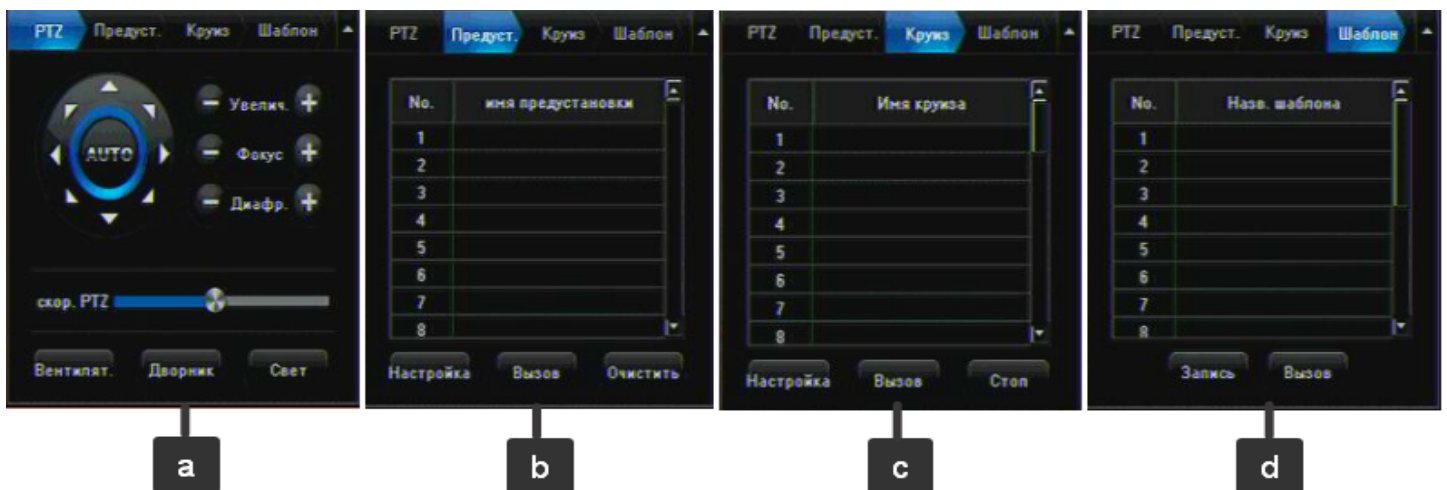 PTZ Предуст. Круиз Шаблон
Увелич.
AUTO
Фокус
Диафр.
скор. PTZ
Вентилят. Дворник Свет
a
PTZ Предуст. Круиз Шаблон
No. имя предустановки
1
2
3
4
5
6
7
8
Настройка Вызов Очистить
b
PTZ Предуст. Круиз Шаблон
No. Имя круиза
1
2
3
4
5
6
7
8
Настройка Вызов Стоп
c
PTZ Предуст. Круиз Шаблон
No. Назв. шаблона
1
2
3
4
5
6
7
8
Запись Вызов
d